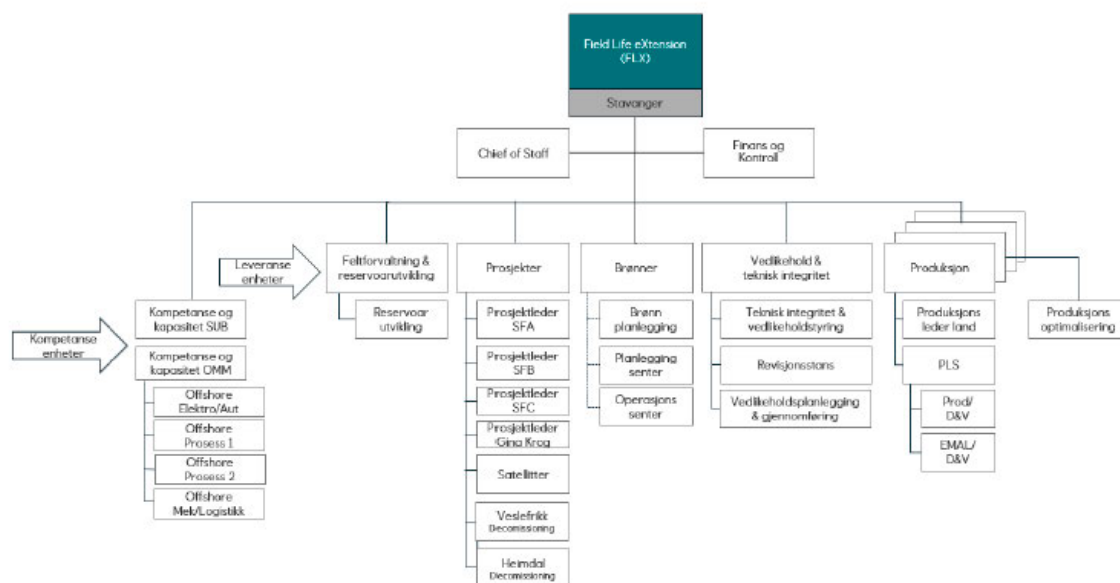 Field Life eXtension
(FLX)
Stavanger
Chief of Staff
Finans og
Kontroll
Leveranse
enheter
Feltforvaltning &
reservoarutvikling
Prosjekter
Brønner
Vedlikehold &
teknisk integritet
Produksjon
Kompetanse
enheter
Kompetanse og
kapasitet SUB
Kompetanse og
kapasitet OMM
Offshore
Elektro/Aut
Offshore
Prosess 1
Offshore
Prosess 2
Offshore
Mek/Logistikk
Reservoar
utvikling
Prosjektleder
SFA
Prosjektleder
SFB
Prosjektleder
SFC
Prosjektleder
Gina Krog
Satellitter
Veslefrikk
Decomissioning
Heimdal
Decomissioning
Brønn
planlegging
Planlegging
senter
Operasjons
senter
Teknisk integritet &
vedlikeholdstyring
Revisjonsstans
Vedlikeholdsplanlegging
& gjennomføring
Produksjons
leder land
PLS
Prod/
D&V
EMAL/
D&V
Produksjons
optimalisering